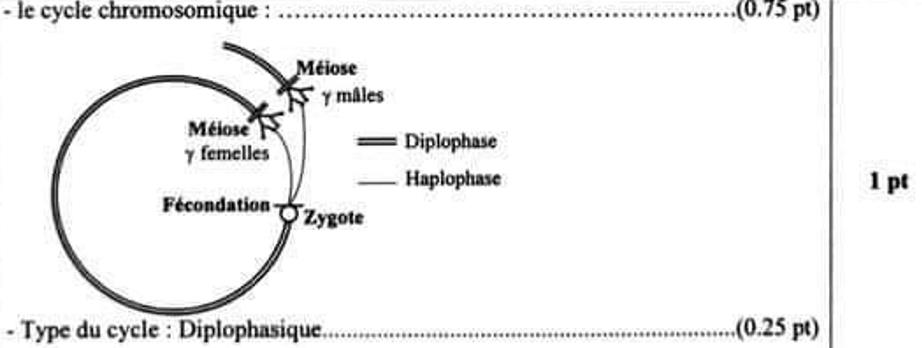 - le cycle chromosomique : ..........................................................................(0.75 pt)
Méiose
γ mâles
Méiose
γ femelles
Diplophase
Haplophase
1 pt
Fécondation
Zygote
- Type du cycle : Diplophasique....................................................................(0.25 pt)